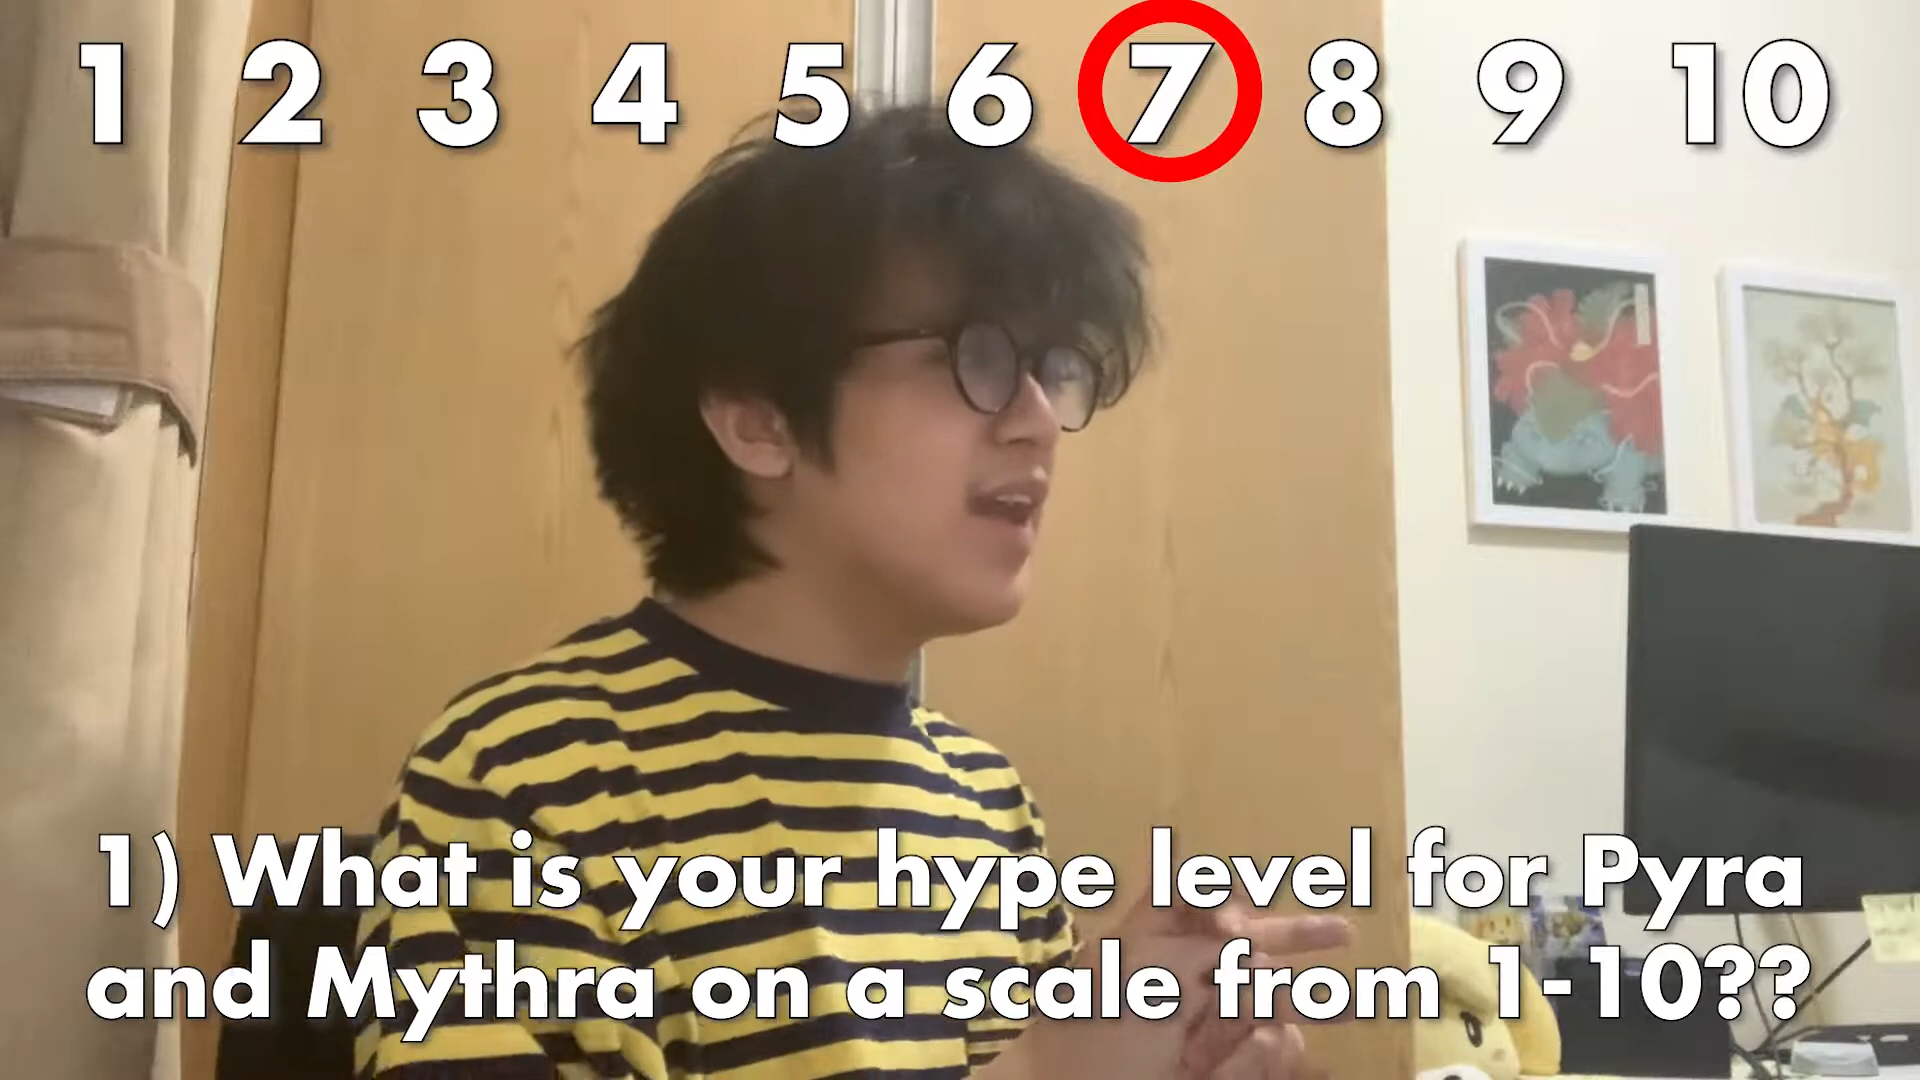 1 2 3 4 5 6 7 8 9 10
1) What is your hype level for Pyra
and Mythra on a scale from 1-10??